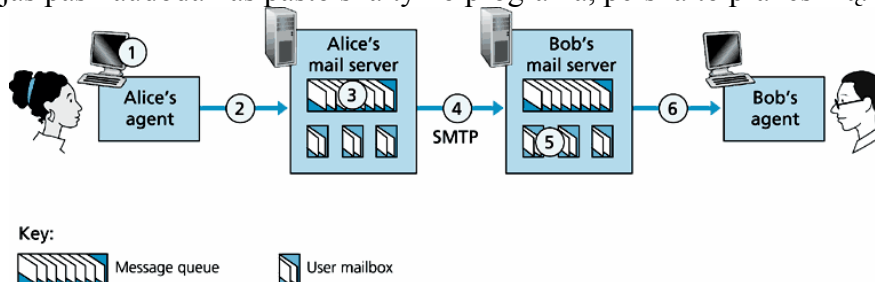 programa,
1
Alice's
agent
2
Alice's
mail server
3
4
SMTP
Bob's
mail server
5
6
Bob's
agent
Key:
Message queue
User mailbox